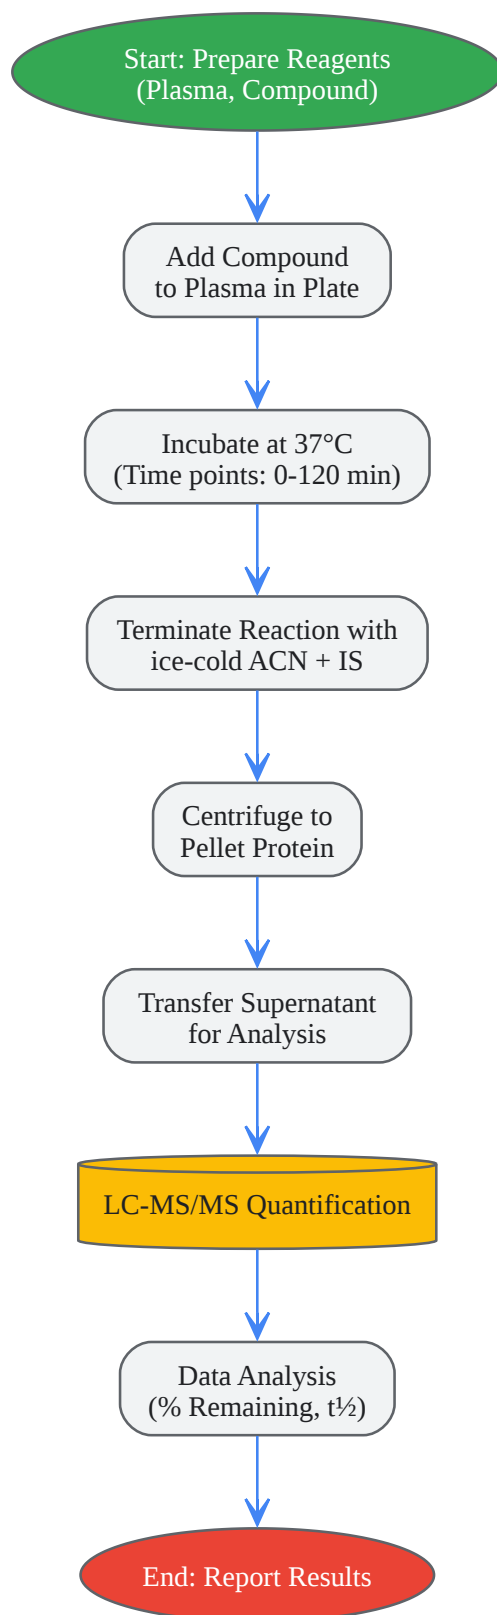 Start: Prepare Reagents
(Plasma, Compound)
Add Compound
to Plasma in Plate
Incubate at 37°C
(Time points: 0-120 min)
Terminate Reaction with
ice-cold ACN + IS
Centrifuge to
Pellet Protein
Transfer Supernatant
for Analysis
LC-MS/MS Quantification
Data Analysis
(% Remaining, t½)
End: Report Results